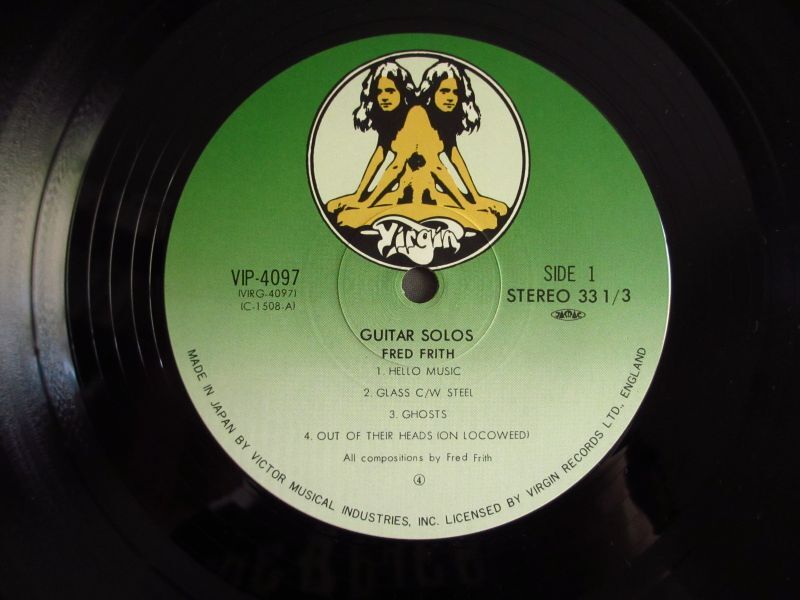 Virgin
VIP-4097
(VIRG-4097)
(C-1508-A)
SIDE 1
STEREO 33 1/3
JASRAC
GUITAR SOLOS
FRED FRITH
1. HELLO MUSIC
2. GLASS C/W STEEL
3. GHOSTS
4. OUT OF THEIR HEADS (ON LOCOWEED)
All compositions by Fred Frith
④
MADE IN JAPAN BY VICTOR MUSICAL INDUSTRIES, INC. LICENSED BY VIRGIN RECORDS LTD., ENGLAND